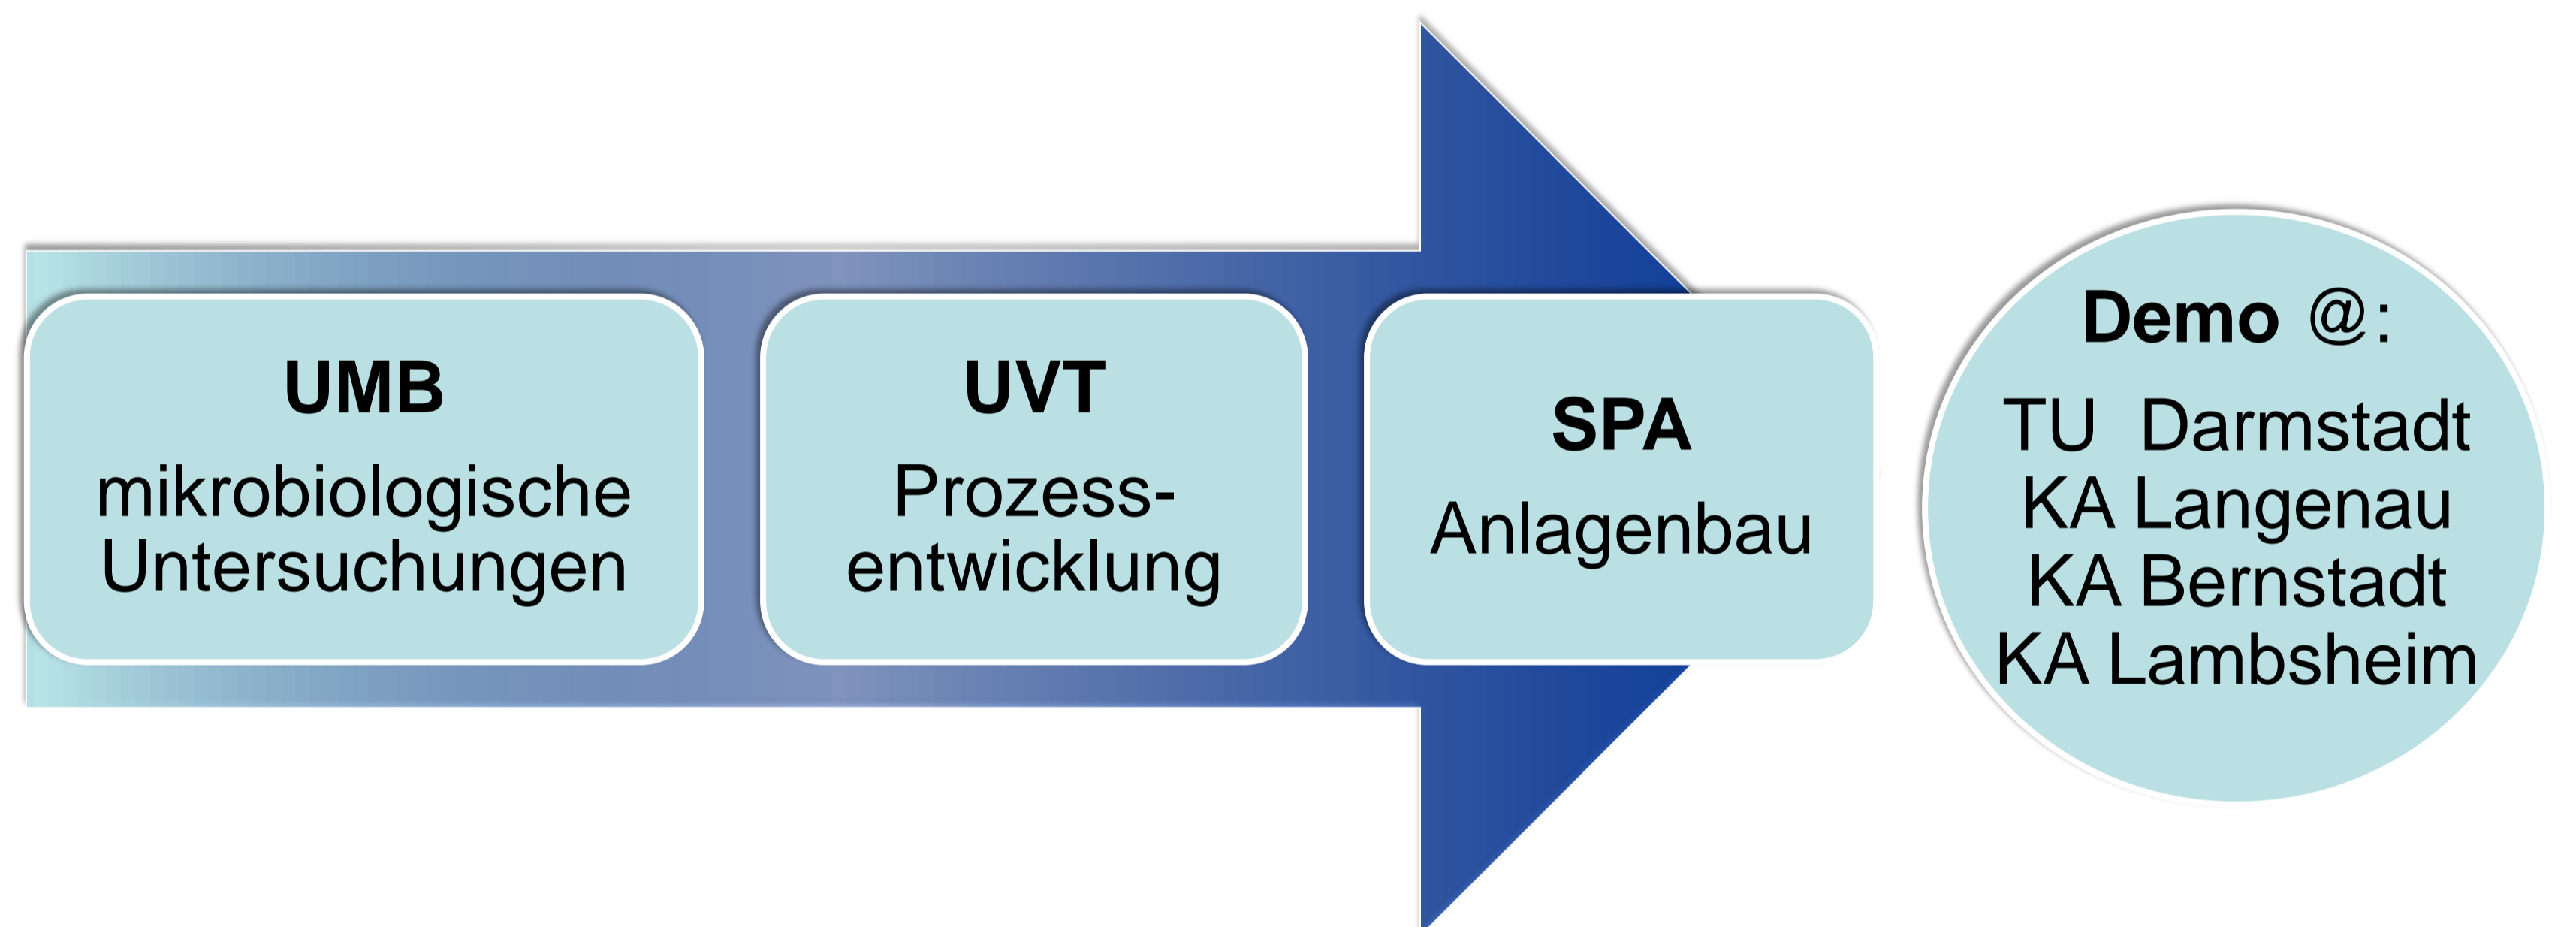 UMB
mikrobiologische
Untersuchungen
UVT
Prozess-
entwicklung
SPA
Anlagenbau
Demo @:
TU Darmstadt
KA Langenau
KA Bernstadt
KA Lambsheim